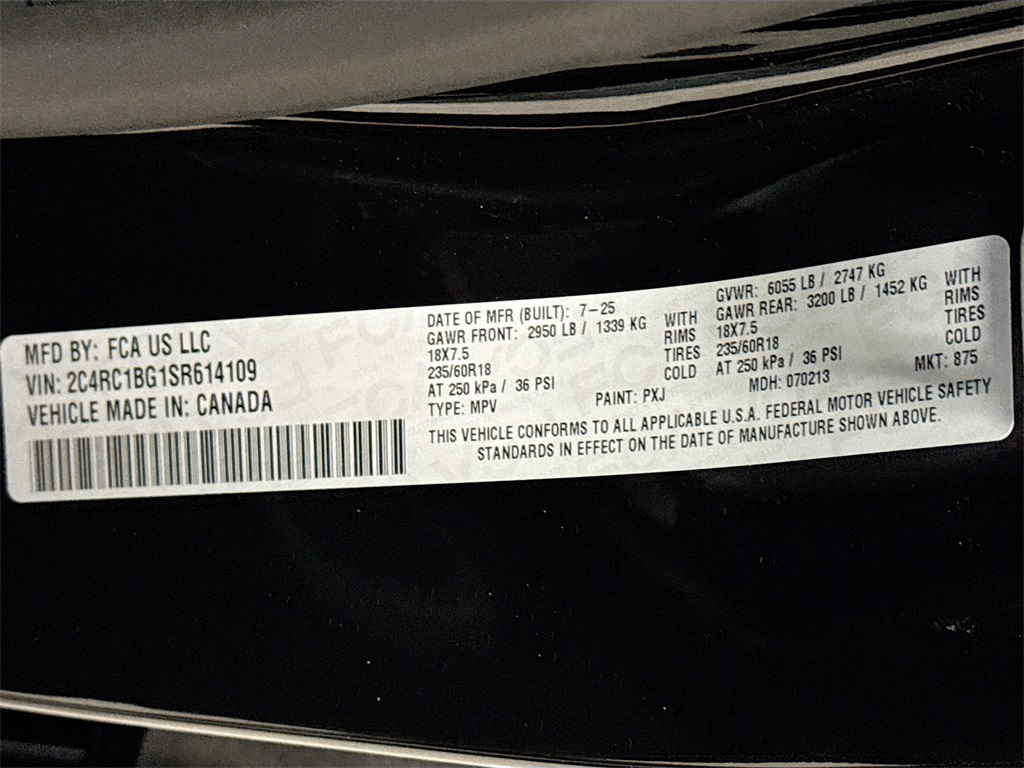 MFD BY: FCA US LLC
VIN: 2C4RC1BG1SR614109
VEHICLE MADE IN: CANADA
DATE OF MFR (BUILT): 7-25
GAWR FRONT: 2950 LB / 1339 KG WITH
18X7.5 RIMS
235/60R18 TIRES
AT 250 kPa / 36 PSI COLD
TYPE: MPV PAINT: PXJ
GVWR: 6055 LB / 2747 KG
GAWR REAR: 3200 LB / 1452 KG WITH
18X7.5 RIMS
235/60R18 TIRES
AT 250 kPa / 36 PSI COLD
MDH: 070213 MKT: 875
THIS VEHICLE CONFORMS TO ALL APPLICABLE U.S.A. FEDERAL MOTOR VEHICLE SAFETY
STANDARDS IN EFFECT ON THE DATE OF MANUFACTURE SHOWN ABOVE.